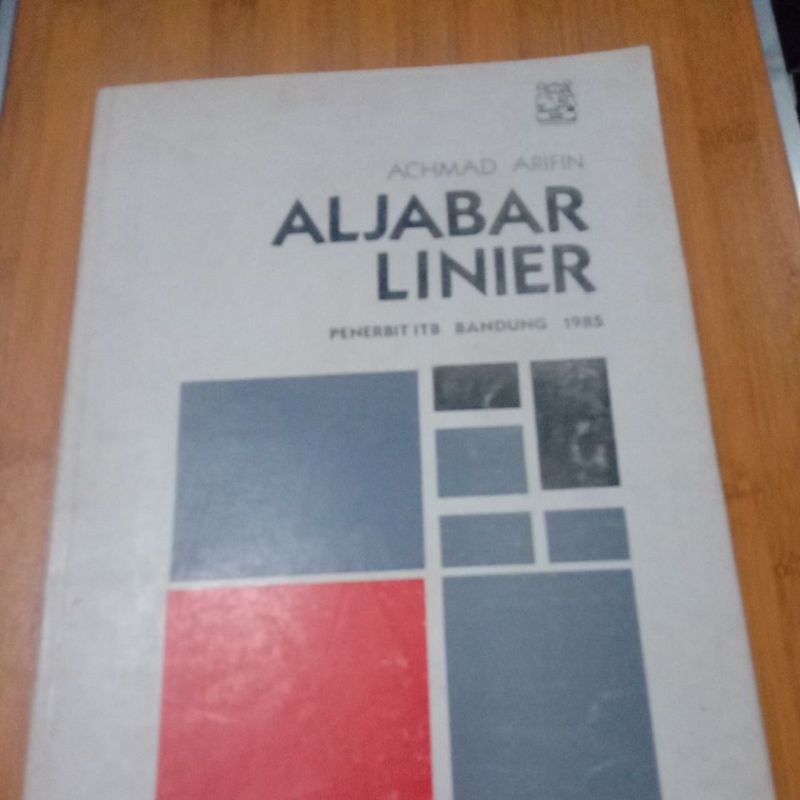 ACHMAD ARIFIN
ALJABAR
LINIER
PENERBIT ITB BANDUNG 1985